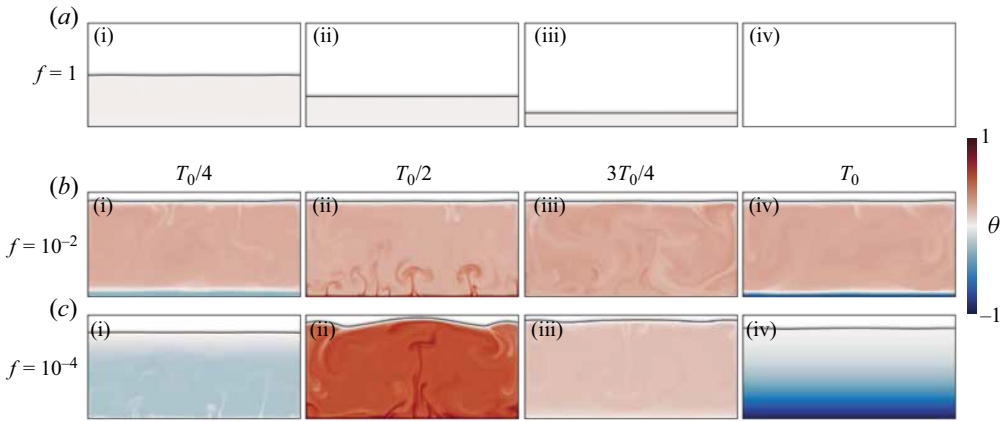 (a)
(i) (ii) (iii) (iv)
f = 1
T₀/4 T₀/2 3T₀/4 T₀
1
(b)
(i) (ii) (iii) (iv)
f = 10⁻²
θ
–1
(c)
(i) (ii) (iii) (iv)
f = 10⁻⁴